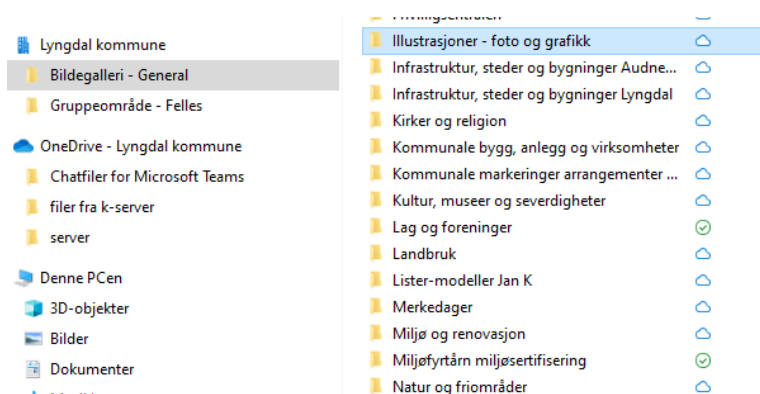 Lyngdal kommune
Bildegalleri - General
Gruppeområde - Felles
OneDrive - Lyngdal kommune
Chatfiler for Microsoft Teams
filer fra k-server
server
Denne PCen
3D-objekter
Bilder
Dokumenter
Illustrasjoner - foto og grafikk
Infrastruktur, steder og bygninger Audne...
Infrastruktur, steder og bygninger Lyngdal
Kirker og religion
Kommunale bygg, anlegg og virksomheter
Kommunale markeringer arrangementer ...
Kultur, museer og severdigheter
Lag og foreninger
Landbruk
Lister-modeller Jan K
Merkedager
Miljø og renovasjon
Miljøfyrtårn miljøsertifisering
Natur og friområder